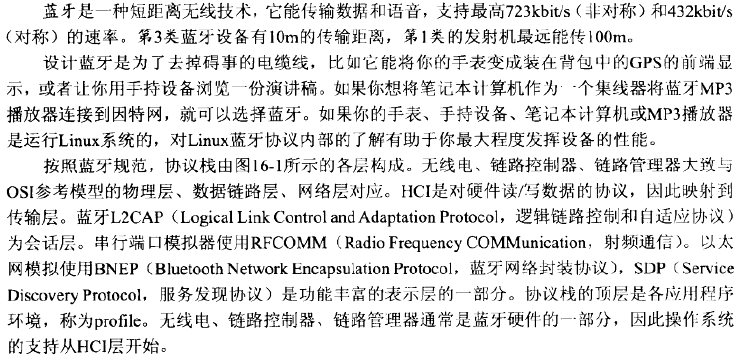 蓝牙是一种短距离无线技术，它能传输数据和语音，支持最高723kbit/s（非对称）和432kbit/s
（对称）的速率。第3类蓝牙设备有10m的传输距离，第1类的发射机最远能传100m。
设计蓝牙是为了去掉碍事的电缆线，比如它能将你的手表变成装在背包中的GPS的前端显
示，或者让你用手持设备浏览一份演讲稿。如果你想将笔记本计算机作为一个集线器将蓝牙MP3
播放器连接到因特网，就可以选择蓝牙。如果你的手表、手持设备、笔记本计算机或MP3播放器
是运行Linux系统的，对Linux蓝牙协议内部的了解有助于你最大程度发挥设备的性能。
按照蓝牙规范，协议栈由图16-1所示的各层构成。无线电、链路控制器、链路管理器大致与
OSI参考模型的物理层、数据链路层、网络层对应。HCI是对硬件读/写数据的协议，因此映射到
传输层。蓝牙L2CAP（Logical Link Control and Adaptation Protocol，逻辑链路控制和自适应协议）
为会话层。串行端口模拟器使用RFCOMM（Radio Frequency COMMunication，射频通信）。以太
网模拟使用BNEP（Bluetooth Network Encapsulation Protocol，蓝牙网络封装协议），SDP（Service
Discovery Protocol，服务发现协议）是功能丰富的表示层的一部分。协议栈的顶层是各应用程序
环境，称为profile。无线电、链路控制器、链路管理器通常是蓝牙硬件的一部分，因此操作系统
的支持从HCI层开始。